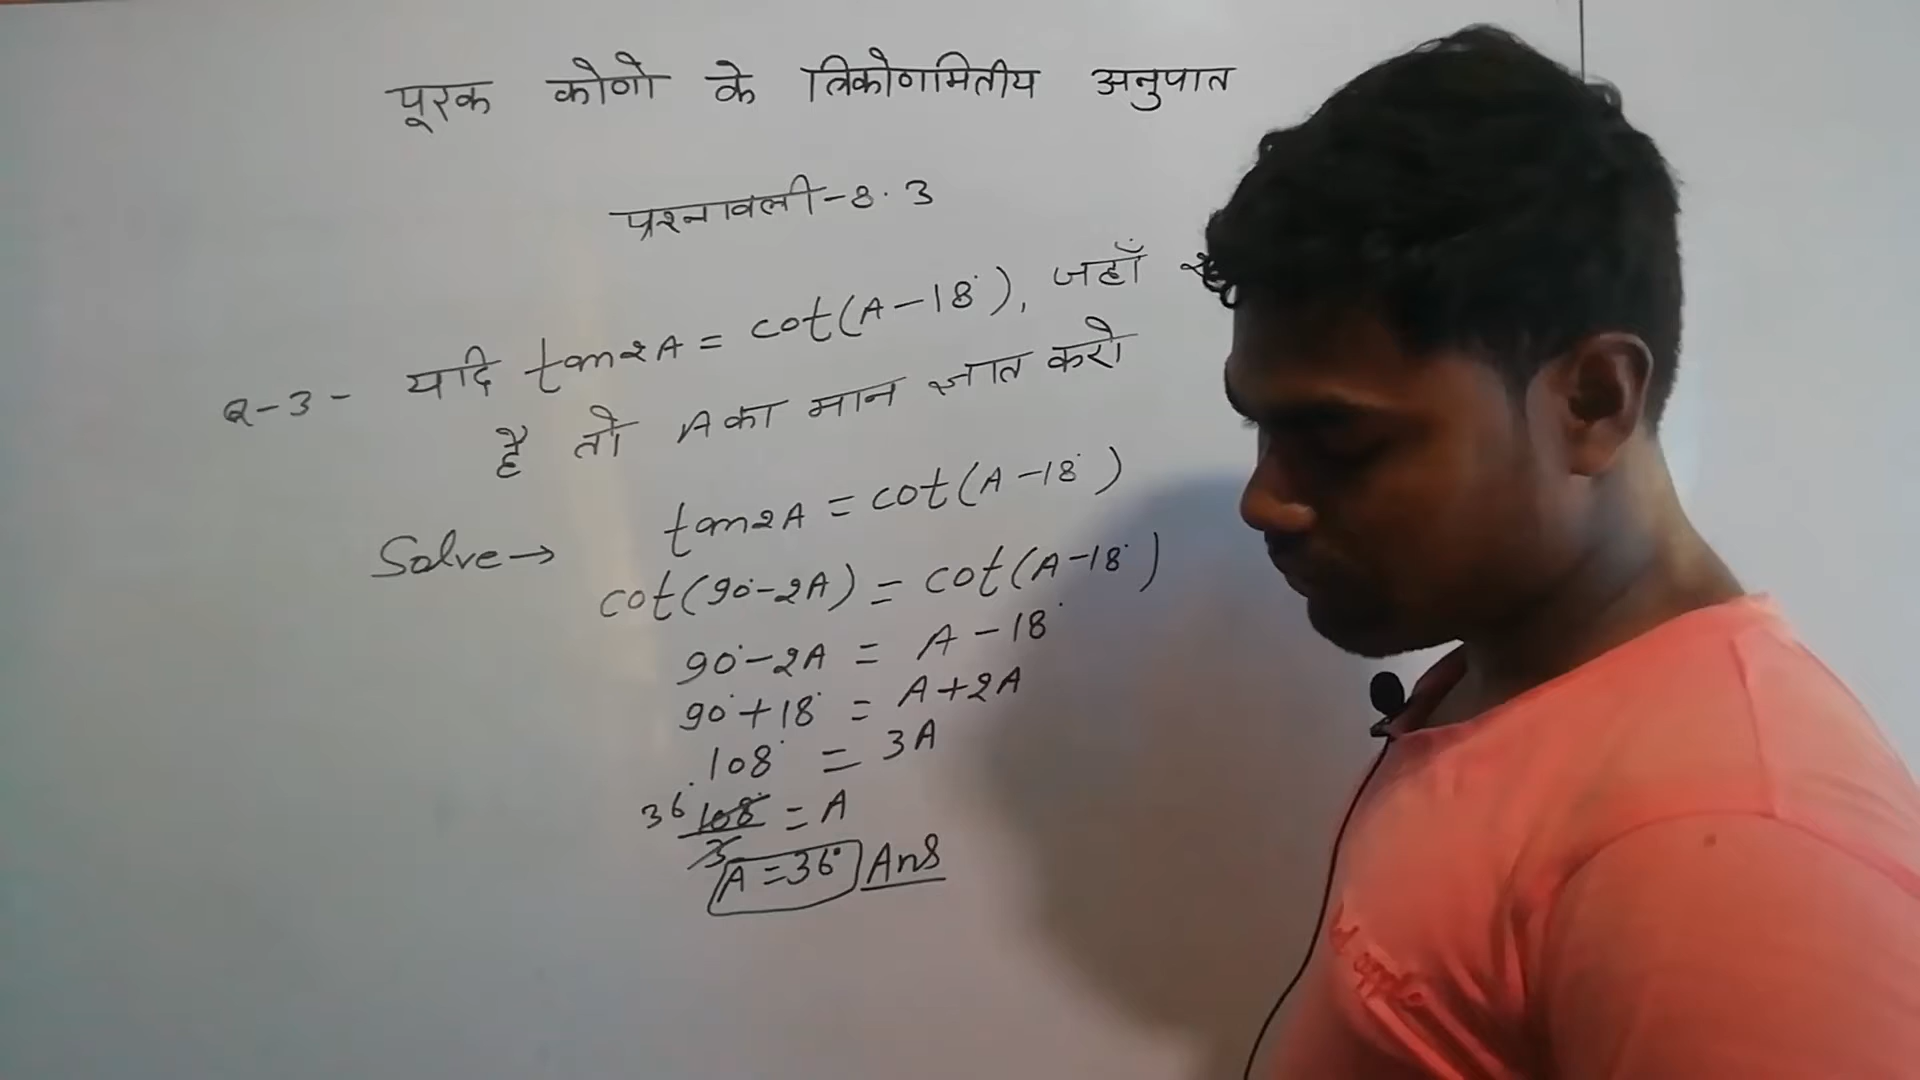 पूरक कोणो के त्रिकोणमितीय अनुपात
प्रश्नावली-8.3
Q-3- यदि tan2A = cot(A-18°), जहाँ
है तो A का मान ज्ञात करो
Solve→ tan2A = cot(A-18°)
cot(90°-2A) = cot(A-18°)
90°-2A = A-18°
90°+18° = A+2A
108° = 3A
36° 108°/3 = A
A=36° Ans